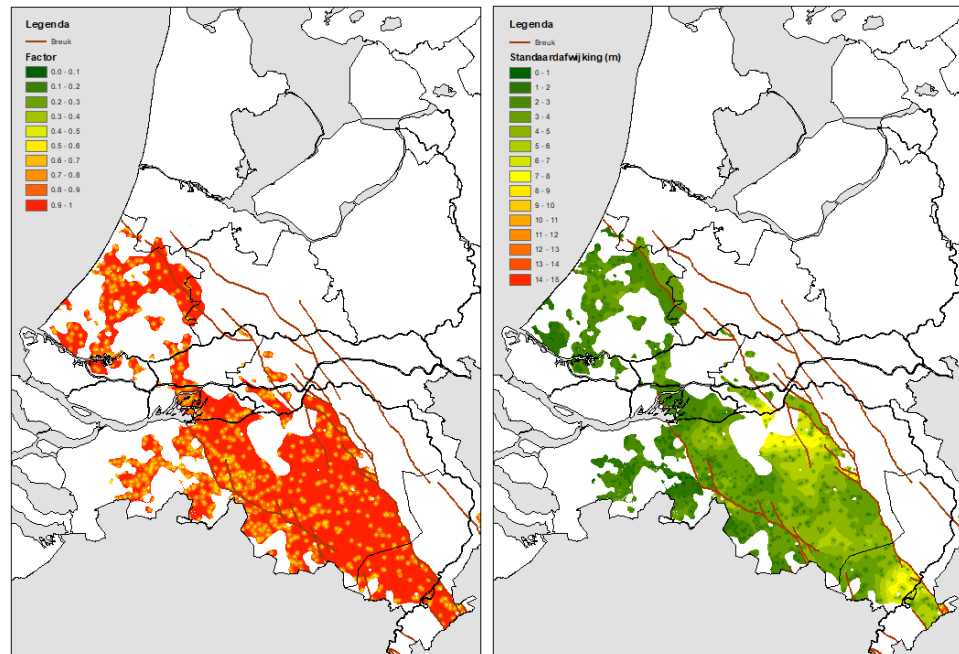 Legenda
Breuk
Factor
0.0 - 0.1
0.1 - 0.2
0.2 - 0.3
0.3 - 0.4
0.4 - 0.5
0.5 - 0.6
0.6 - 0.7
0.7 - 0.8
0.8 - 0.9
0.9 - 1
Legenda
Breuk
Standaardafwijking (m)
0 - 1
1 - 2
2 - 3
3 - 4
4 - 5
5 - 6
6 - 7
7 - 8
8 - 9
9 - 10
10 - 11
11 - 12
12 - 13
13 - 14
14 - 15